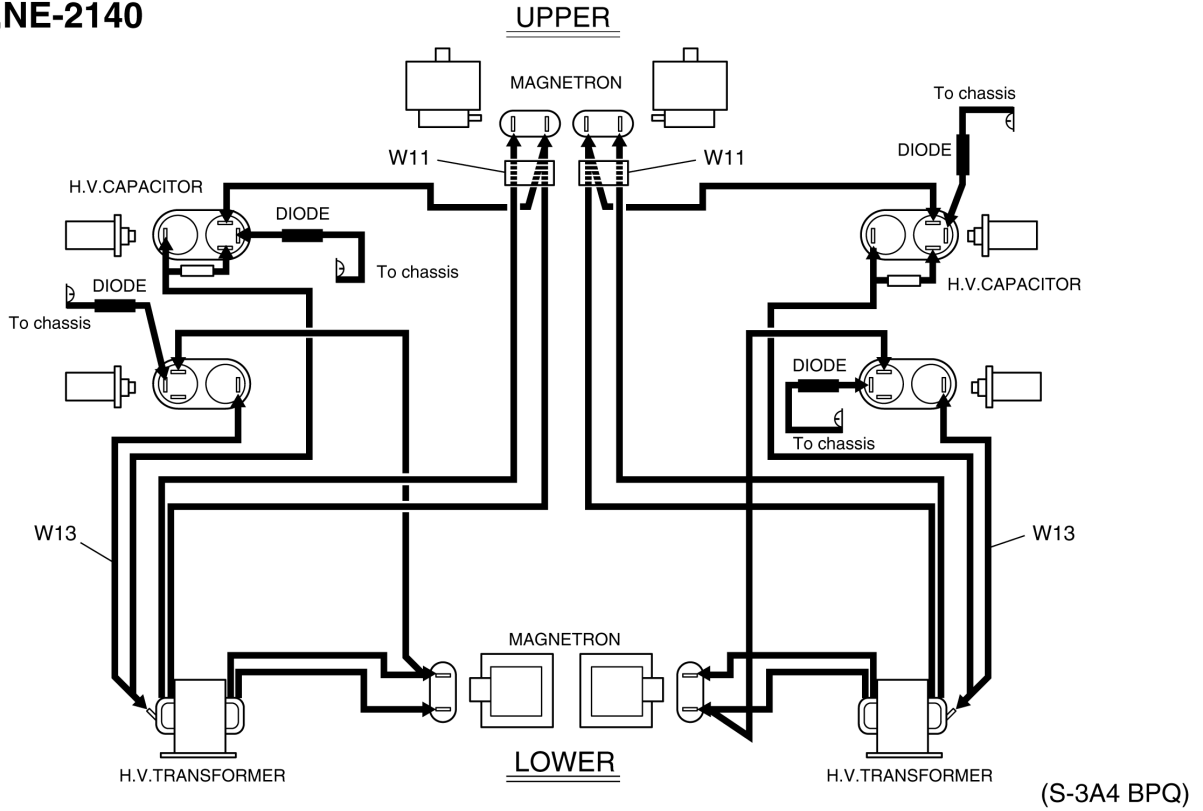 NE-2140
UPPER
MAGNETRON
To chassis
DIODE
W11
W11
H.V.CAPACITOR
DIODE
To chassis
H.V.CAPACITOR
DIODE
To chassis
DIODE
To chassis
W13
W13
MAGNETRON
LOWER
H.V.TRANSFORMER
H.V.TRANSFORMER
(S-3A4 BPQ)